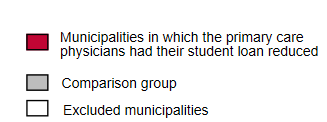 Municipalities in which the primary care
physicians had their student loan reduced
Comparison group
Excluded municipalities